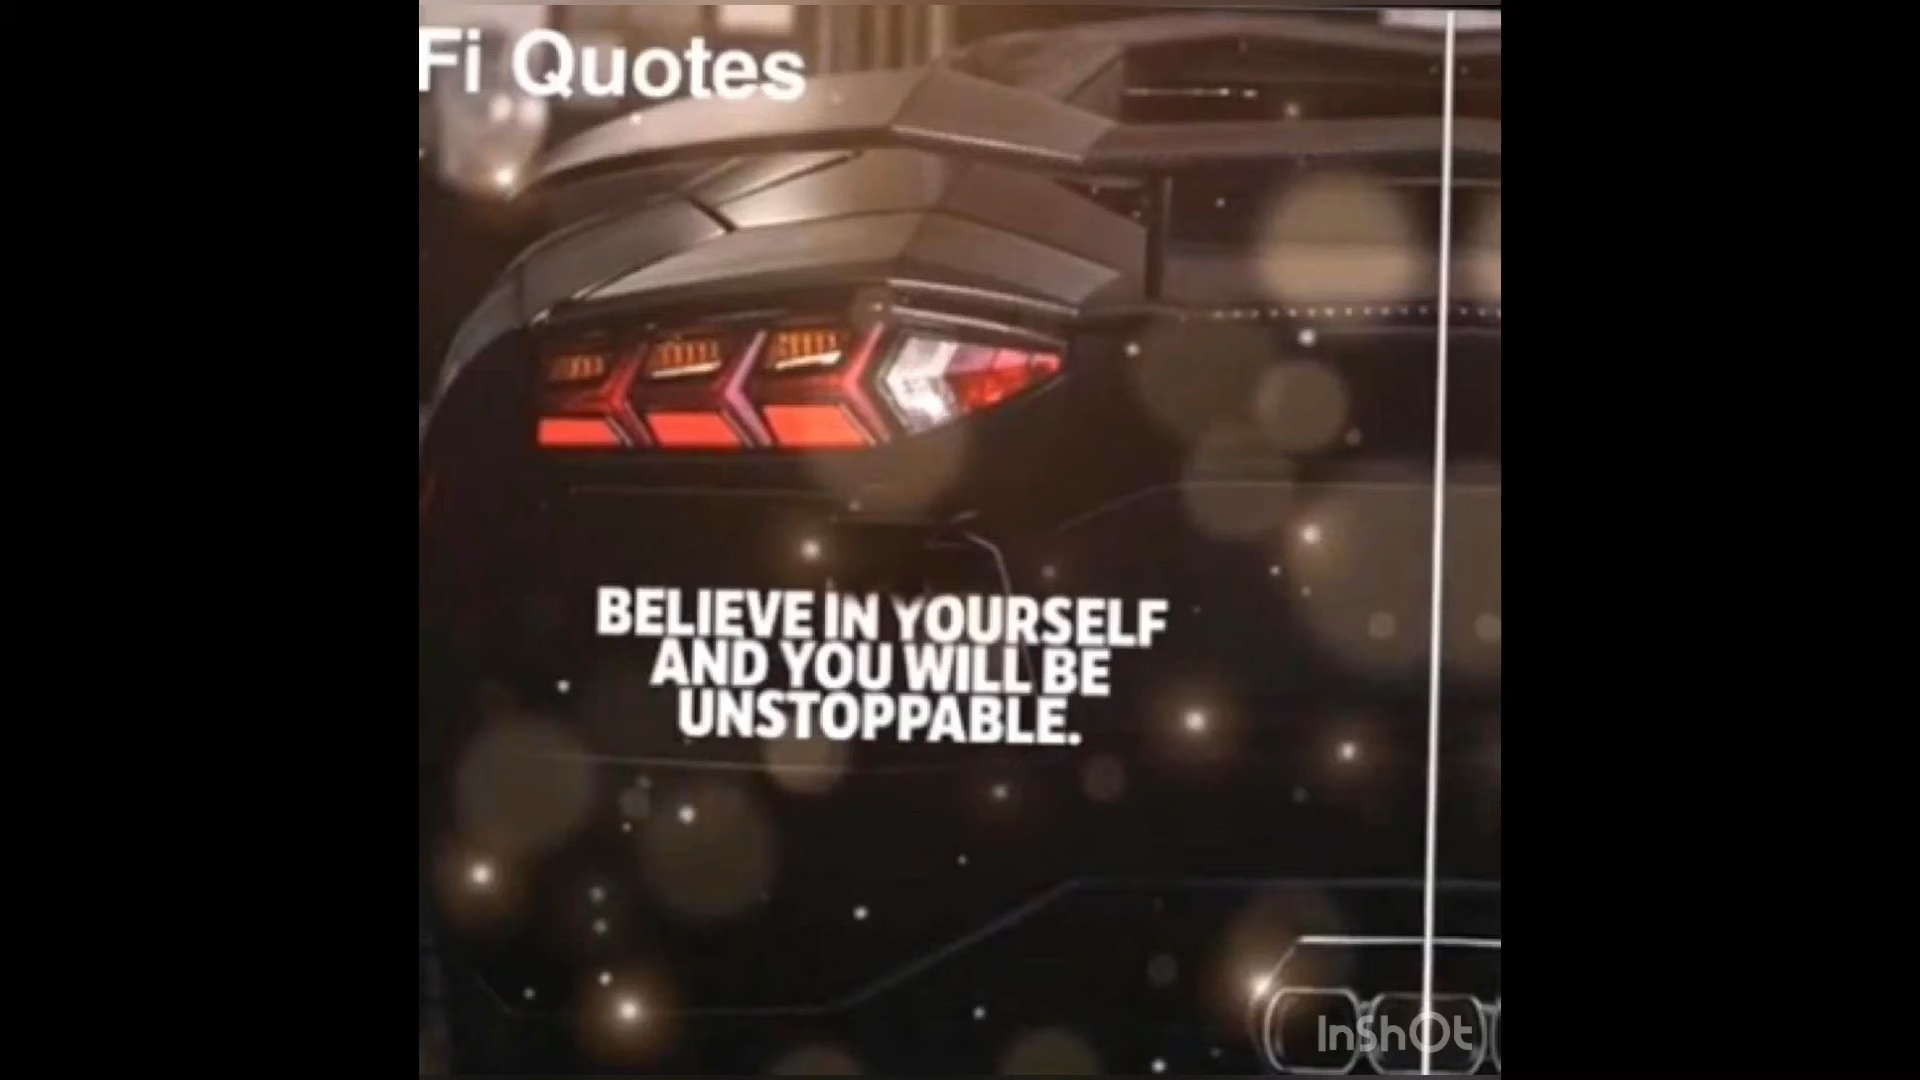 Fi Quotes
BELIEVE IN YOURSELF
AND YOU WILL BE
UNSTOPPABLE.
InShOt